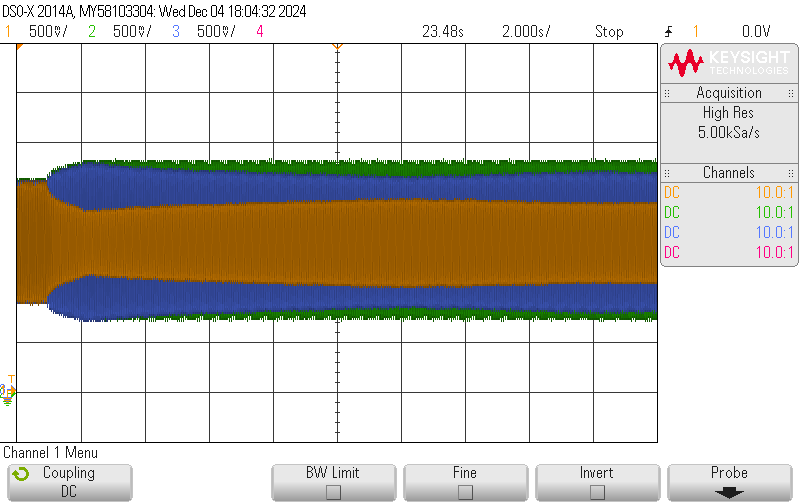 DSO-X 2014A, MY58103304: Wed Dec 04 18:04:32 2024
1 500mV/ 2 500mV/ 3 500mV/ 4 23.48s 2.000s/ Stop 1 0.0V
KEYSIGHT
TECHNOLOGIES
Acquisition
High Res
5.00kSa/s
Channels
DC 10.0:1
DC 10.0:1
DC 10.0:1
DC 10.0:1
Channel 1 Menu
Coupling
DC
BW Limit
Fine
Invert
Probe